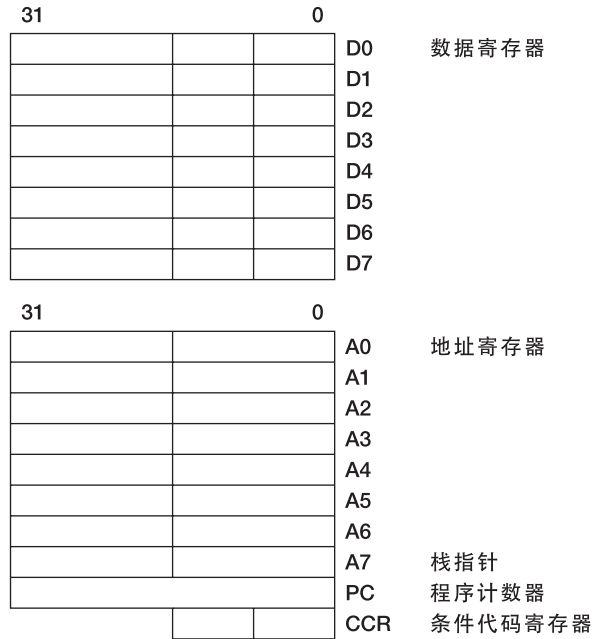 31 0
D0 数据寄存器
D1
D2
D3
D4
D5
D6
D7
31 0
A0 地址寄存器
A1
A2
A3
A4
A5
A6
A7 栈指针
PC 程序计数器
CCR 条件代码寄存器